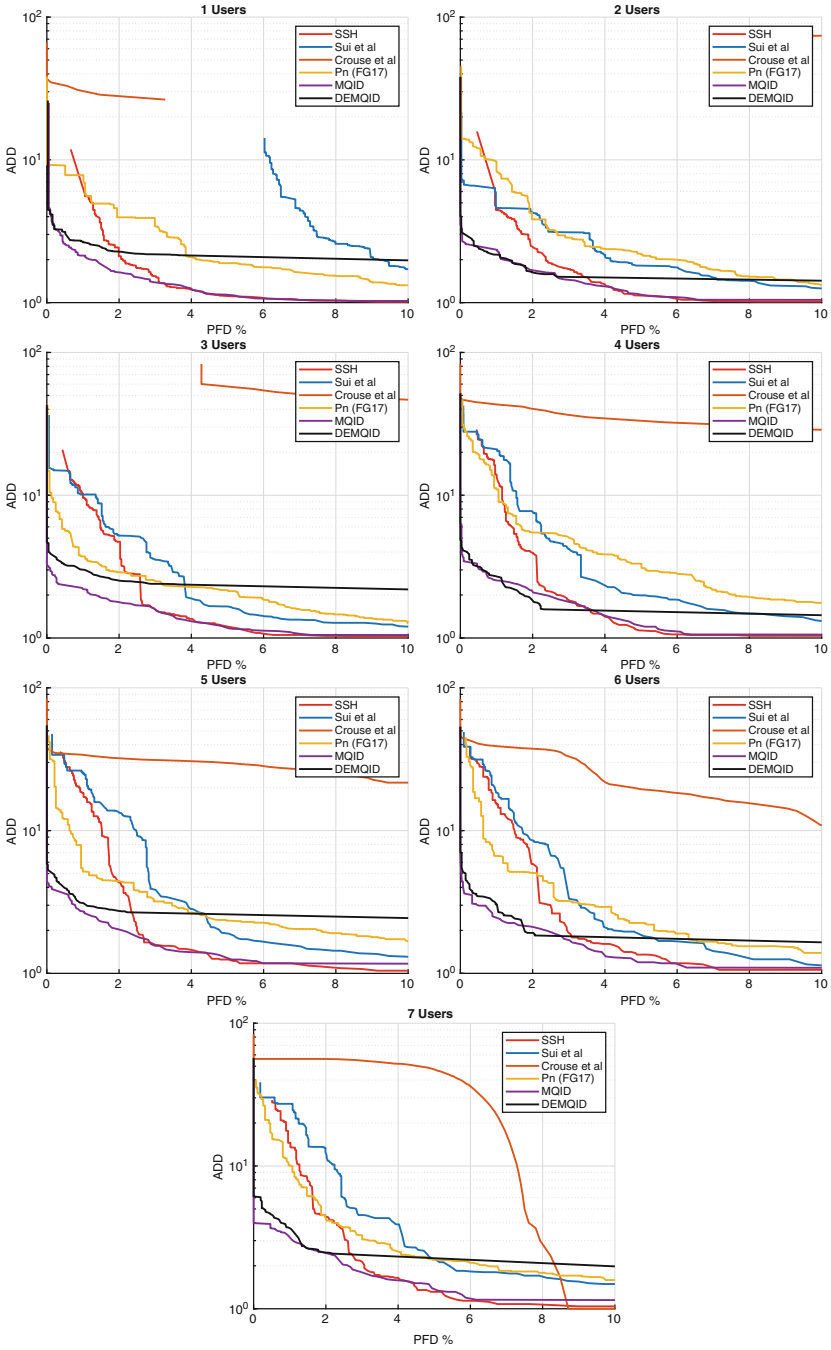 1 Users
10²
10¹
10⁰
ADD
0 2 4 6 8 10
PFD %
SSH
Sui et al
Crouse et al
Pn (FG17)
MQID
DEMQID
2 Users
10²
10¹
10⁰
ADD
0 2 4 6 8 10
PFD %
SSH
Sui et al
Crouse et al
Pn (FG17)
MQID
DEMQID
3 Users
10²
10¹
10⁰
ADD
0 2 4 6 8 10
PFD %
SSH
Sui et al
Crouse et al
Pn (FG17)
MQID
DEMQID
4 Users
10²
10¹
10⁰
ADD
0 2 4 6 8 10
PFD %
SSH
Sui et al
Crouse et al
Pn (FG17)
MQID
DEMQID
5 Users
10²
10¹
10⁰
ADD
0 2 4 6 8 10
PFD %
SSH
Sui et al
Crouse et al
Pn (FG17)
MQID
DEMQID
6 Users
10²
10¹
10⁰
ADD
0 2 4 6 8 10
PFD %
SSH
Sui et al
Crouse et al
Pn (FG17)
MQID
DEMQID
7 Users
10²
10¹
10⁰
ADD
0 2 4 6 8 10
PFD %
SSH
Sui et al
Crouse et al
Pn (FG17)
MQID
DEMQID